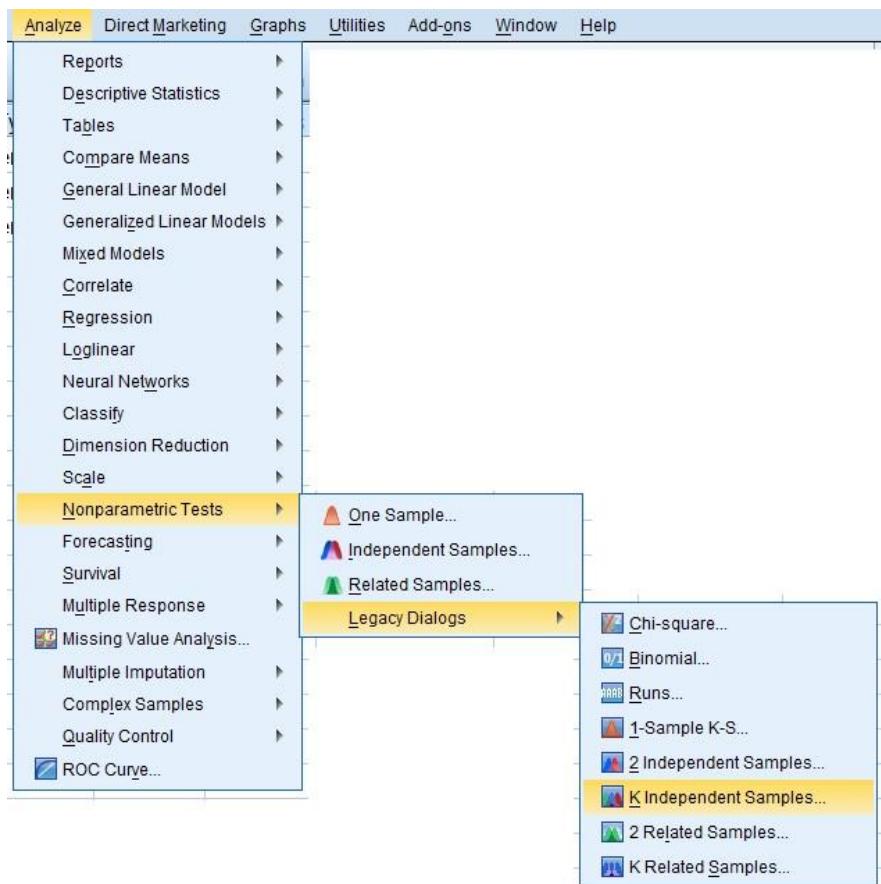 Analyze Direct Marketing Graphs Utilities Add-ons Window Help
Reports
Descriptive Statistics
Tables
Compare Means
General Linear Model
Generalized Linear Models
Mixed Models
Correlate
Regression
Loglinear
Neural Networks
Classify
Dimension Reduction
Scale
Nonparametric Tests
Forecasting
Survival
Multiple Response
Missing Value Analysis...
Multiple Imputation
Complex Samples
Quality Control
ROC Curve...
One Sample...
Independent Samples...
Related Samples...
Legacy Dialogs
Chi-square...
0/1 Binomial...
AAAB Runs...
1-Sample K-S...
2 Independent Samples...
K Independent Samples...
2 Related Samples...
K Related Samples...